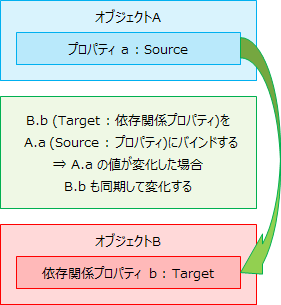 オブジェクトA
プロパティ a : Source
B.b (Target : 依存関係プロパティ)を
A.a (Source : プロパティ)にバインドする
⇒ A.a の値が変化した場合
B.b も同期して変化する
オブジェクトB
依存関係プロパティ b : Target